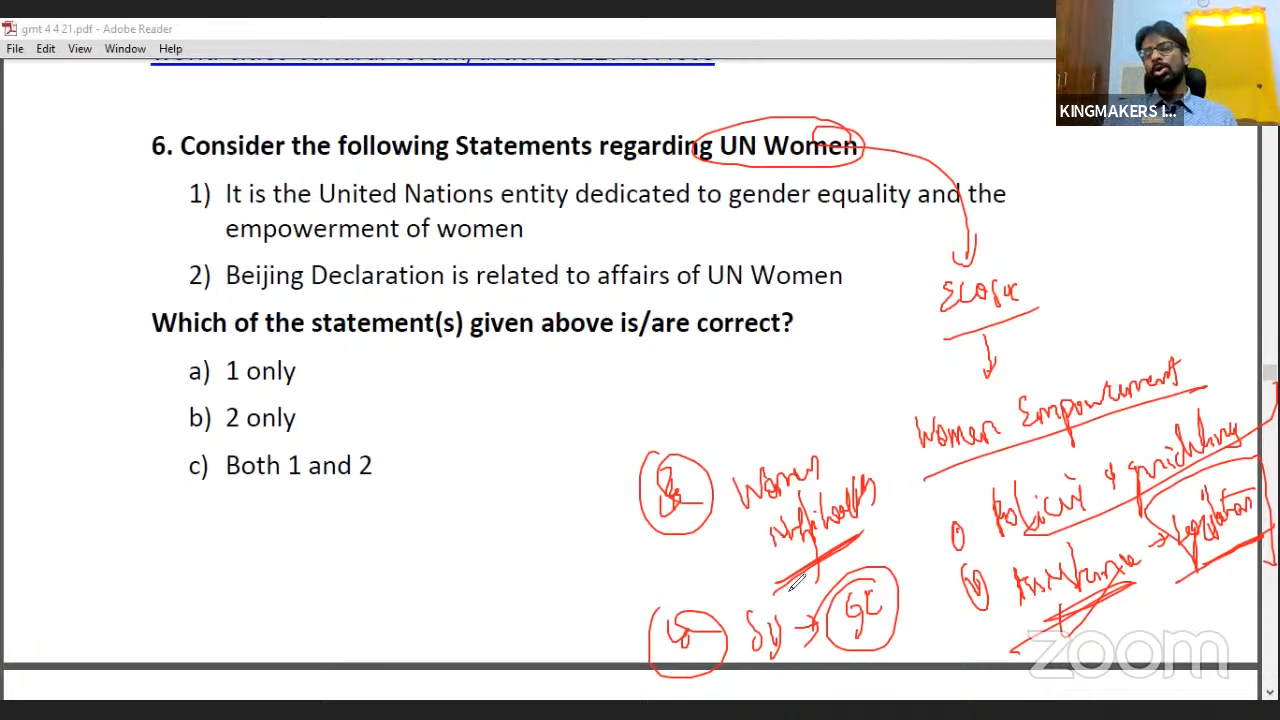 grmt 4 4 21.pdf - Adobe Reader
File Edit View Window Help
KINGMAKERS I...
6. Consider the following Statements regarding UN Women
1) It is the United Nations entity dedicated to gender equality and the
empowerment of women
2) Beijing Declaration is related to affairs of UN Women
Which of the statement(s) given above is/are correct?
a) 1 only
b) 2 only
c) Both 1 and 2
Women Empowerment
Women
Policies &
Legislation
zoom